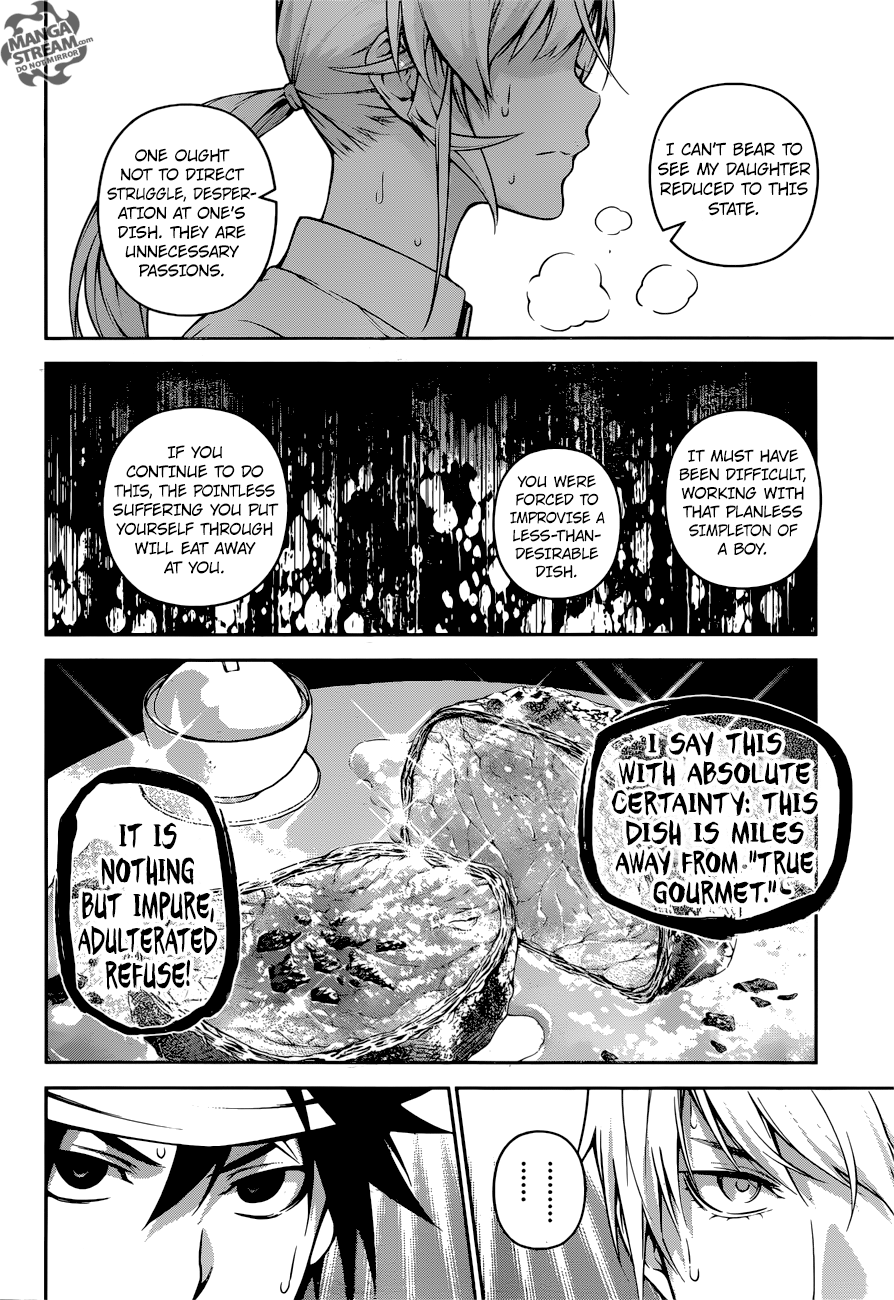 MANGA
STREAM.com
DO NOT MIRROR
I CAN'T BEAR TO
SEE MY DAUGHTER
REDUCED TO THIS
STATE.
ONE OUGHT
NOT TO DIRECT
STRUGGLE, DESPER-
ATION AT ONE'S
DISH. THEY ARE
UNNECESSARY
PASSIONS.
IT MUST HAVE
BEEN DIFFICULT,
WORKING WITH
THAT PLANLESS
SIMPLETON OF
A BOY.
YOU WERE
FORCED TO
IMPROVISE A
LESS-THAN-
DESIRABLE
DISH.
IF YOU
CONTINUE TO DO
THIS, THE POINTLESS
SUFFERING YOU PUT
YOURSELF THROUGH
WILL EAT AWAY
AT YOU.
I SAY THIS
WITH ABSOLUTE
CERTAINTY: THIS
DISH IS MILES
AWAY FROM "TRUE
GOURMET."
IT IS
NOTHING
BUT IMPURE,
ADULTERATED
REFUSE!
........